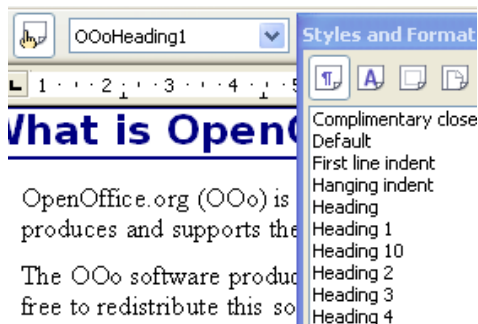 OOoHeading1
Styles and Format
1 2 3 4 5
What is Open
OpenOffice.org (OOo) is
produces and supports the
The OOo software produc
free to redistribute this so
Complimentary close
Default
First line indent
Hanging indent
Heading
Heading 1
Heading 10
Heading 2
Heading 3
Heading 4